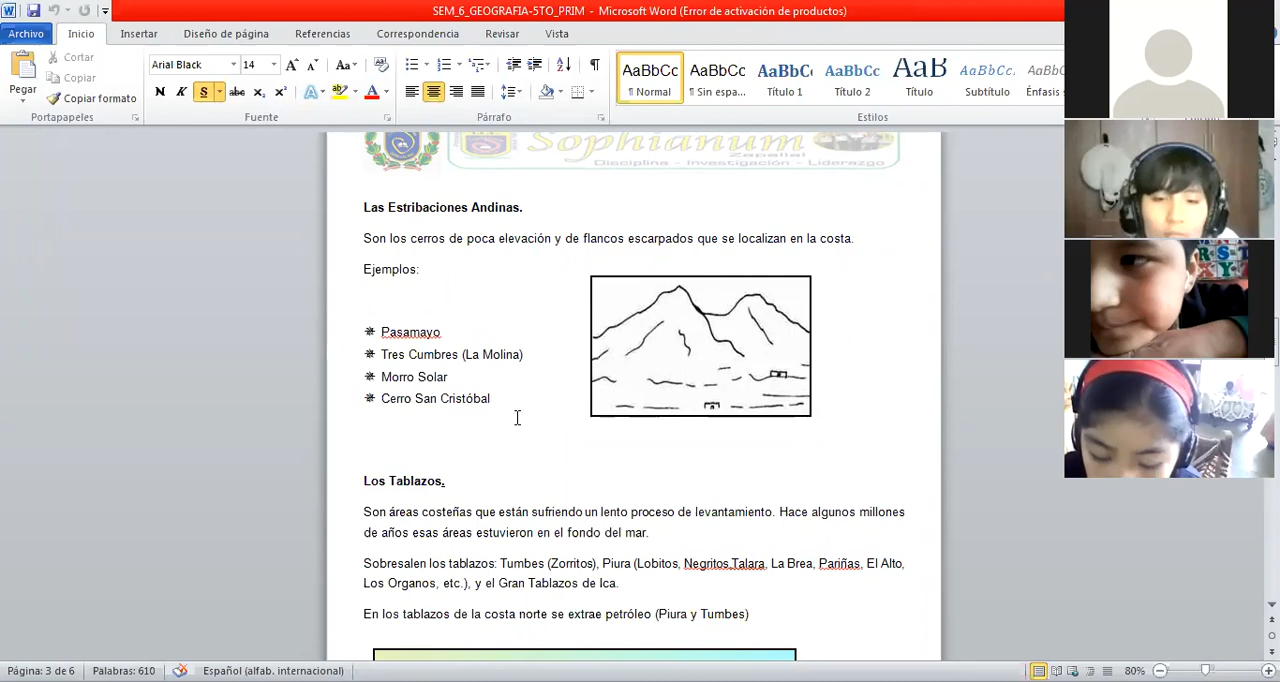 SEM_6_GEOGRAFIA-5TO_PRIM - Microsoft Word (Error de activación de productos)
Archivo Inicio Insertar Diseño de página Referencias Correspondencia Revisar Vista
Pegar
Cortar
Copiar
Copiar formato
Portapapeles
Arial Black 14
Fuente
Párrafo
AaBbCc AaBbCc AaBbC AaBbCc AaB AaBbCc AaBbC
¶ Normal ¶ Sin espa... Título 1 Título 2 Título Subtítulo Énfasis
Estilos
Sophianum
Zapallal
Disciplina - Investigación - Liderazgo
Las Estribaciones Andinas.
Son los cerros de poca elevación y de flancos escarpados que se localizan en la costa.
Ejemplos:
Pasamayo
Tres Cumbres (La Molina)
Morro Solar
Cerro San Cristóbal
Los Tablazos.
Son áreas costeñas que están sufriendo un lento proceso de levantamiento. Hace algunos millones
de años esas áreas estuvieron en el fondo del mar.
Sobresalen los tablazos: Tumbes (Zorritos), Piura (Lobitos, Negritos,Talara, La Brea, Pariñas, El Alto,
Los Organos, etc.), y el Gran Tablazos de Ica.
En los tablazos de la costa norte se extrae petróleo (Piura y Tumbes)
Página: 3 de 6 Palabras: 610 Español (alfab. internacional) 80%